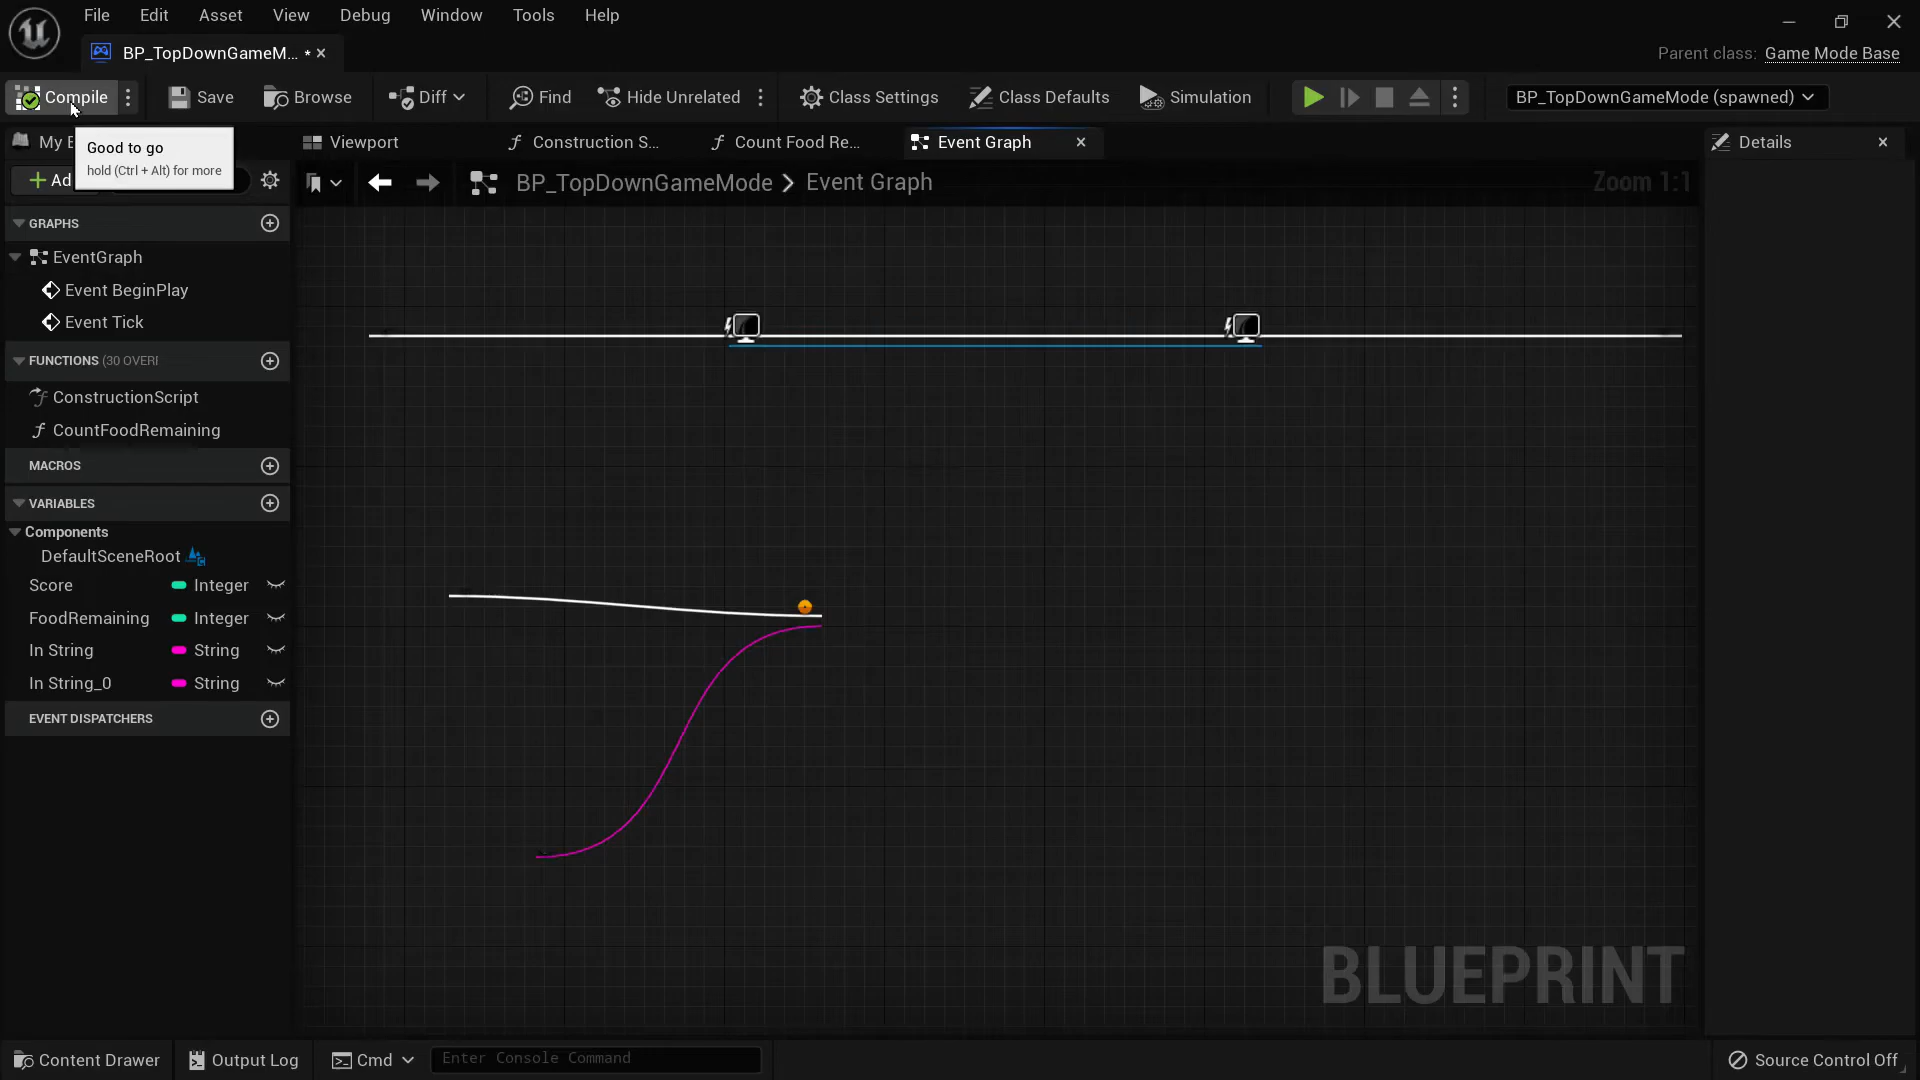 File Edit Asset View Debug Window Tools Help
BP_TopDownGameM... *
Parent class: Game Mode Base
Compile Save Browse Diff Find Hide Unrelated Class Settings Class Defaults Simulation BP_TopDownGameMode (spawned)
My Viewport Construction S... Count Food Re... Event Graph Details
Good to go
hold (Ctrl + Alt) for more
BP_TopDownGameMode > Event Graph Zoom 1:1
GRAPHS
EventGraph
Event BeginPlay
Event Tick
FUNCTIONS (30 OVERI
ConstructionScript
CountFoodRemaining
MACROS
VARIABLES
Components
DefaultSceneRoot
Score Integer
FoodRemaining Integer
In String String
In String_0 String
EVENT DISPATCHERS
BLUEPRINT
Content Drawer Output Log Cmd Enter Console Command Source Control Off